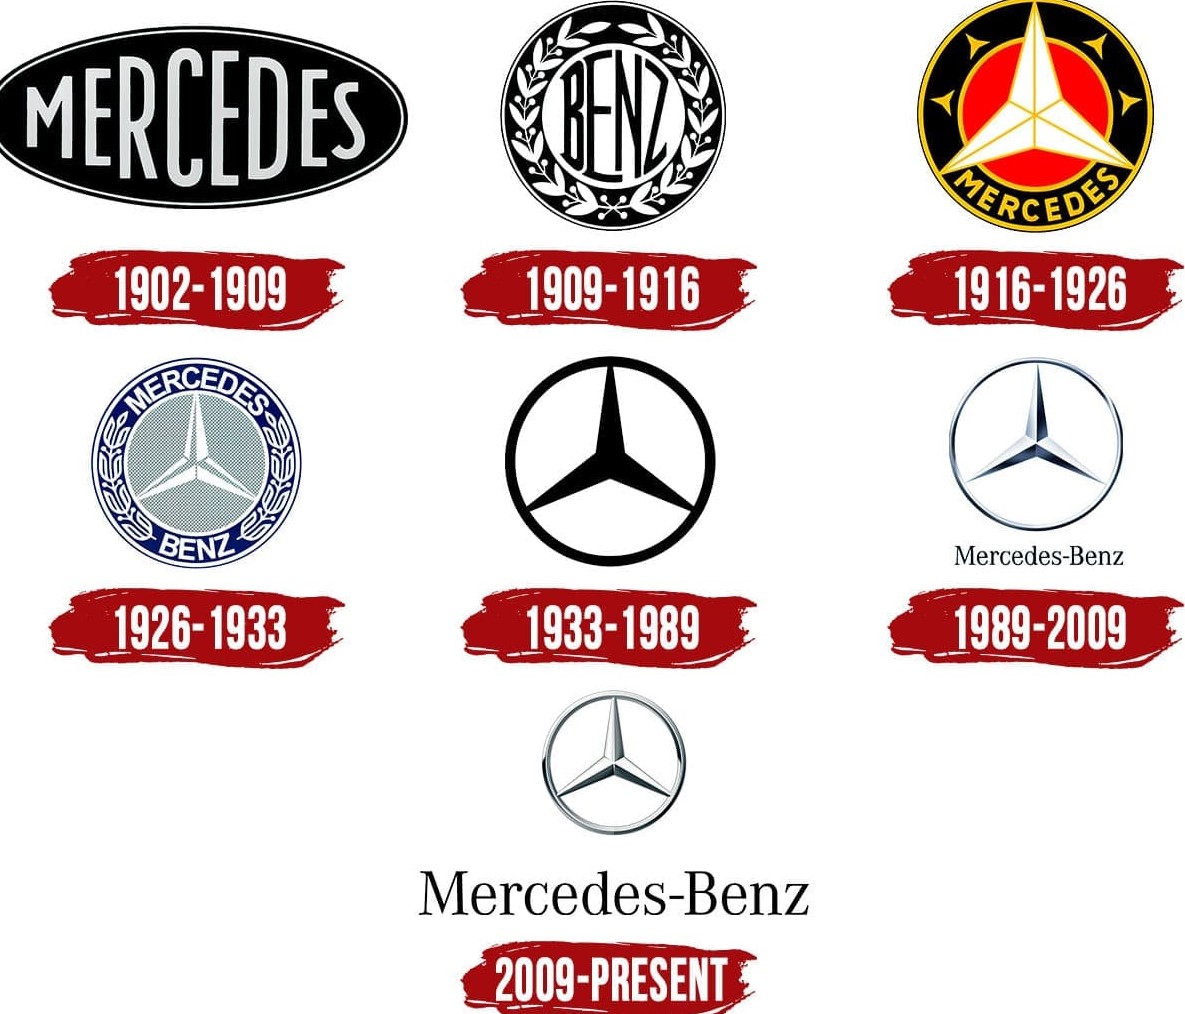 MERCEDES
BENZ
MERCEDES
1902-1909
1909-1916
1916-1926
MERCEDES
BENZ
Mercedes-Benz
1926-1933
1933-1989
1989-2009
Mercedes-Benz
2009-PRESENT